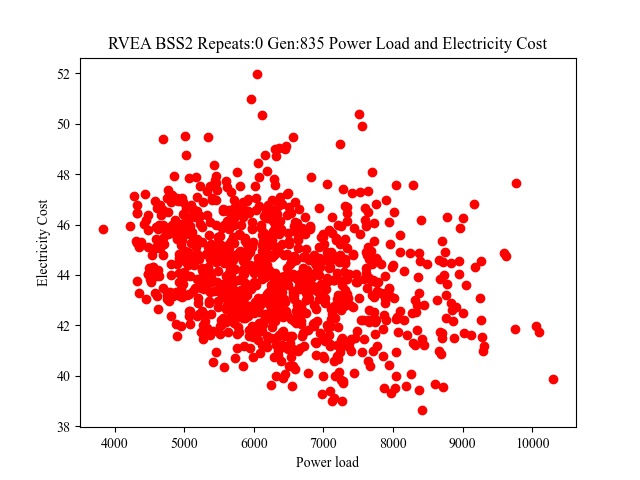 RVEA BSS2 Repeats:0 Gen:835 Power Load and Electricity Cost
52
50
48
46
44
42
40
38
Electricity Cost
4000 5000 6000 7000 8000 9000 10000
Power load